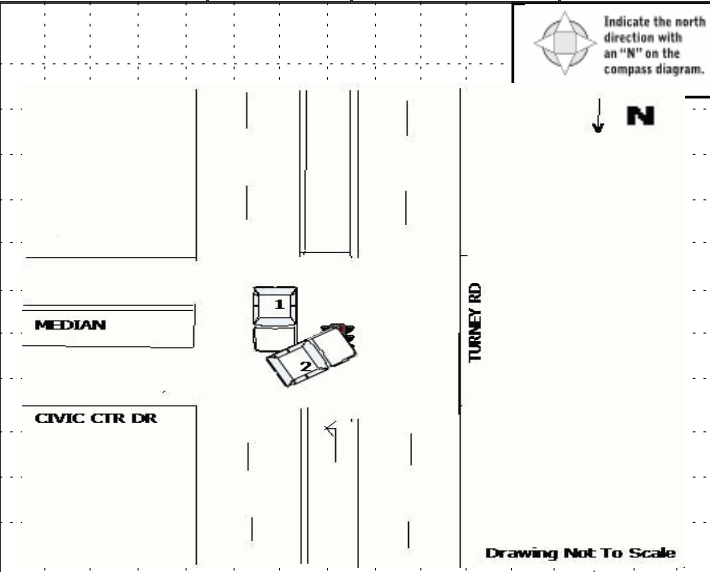 Indicate the north
direction with
an “N” on the
compass diagram.
N
1
MEDIAN
TURNEY RD
2
CIVIC CTR DR
Drawing Not To Scale